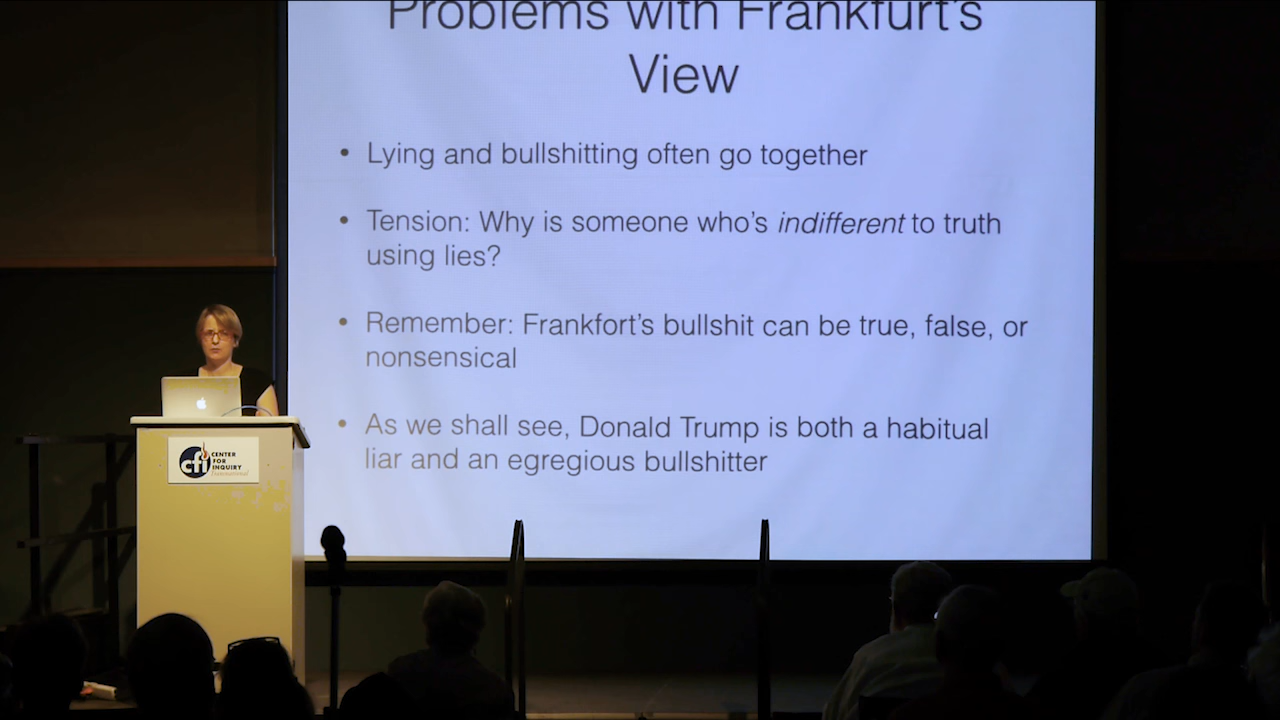 Problems with Frankfurt's
View
• Lying and bullshitting often go together
• Tension: Why is someone who's indifferent to truth
using lies?
• Remember: Frankfort's bullshit can be true, false, or
nonsensical
• As we shall see, Donald Trump is both a habitual
liar and an egregious bullshitter
cfi CENTER
FOR
INQUIRY